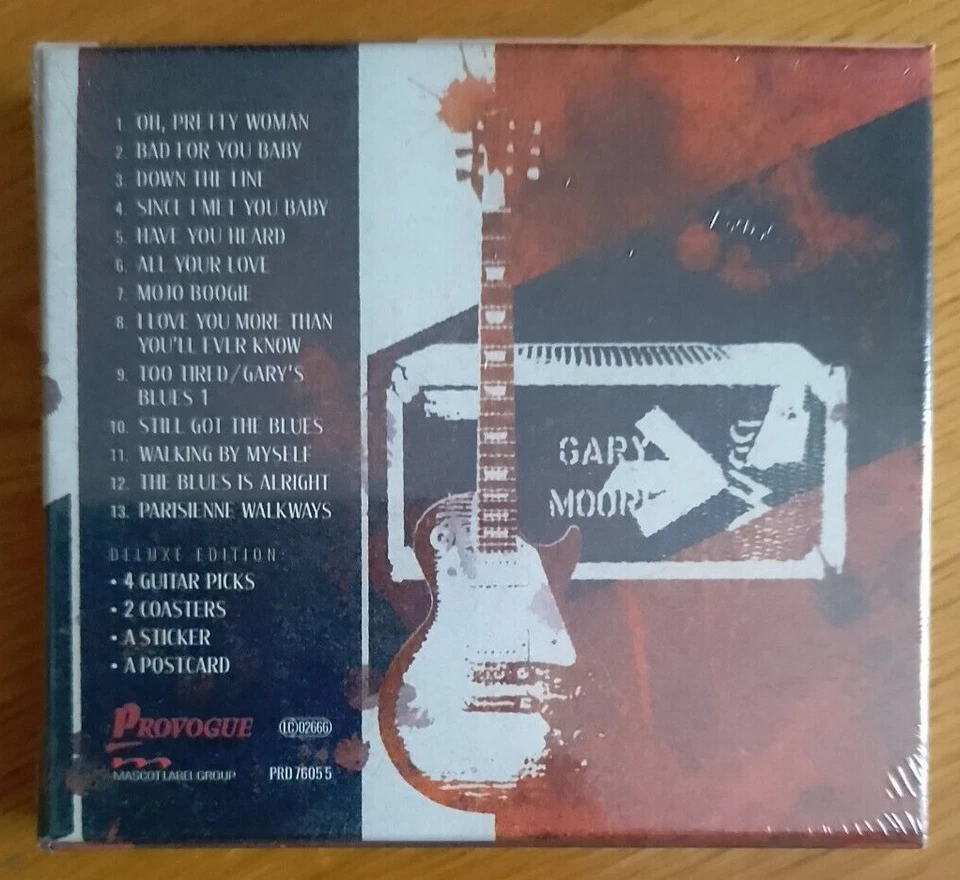 1. OH, PRETTY WOMAN
2. BAD FOR YOU BABY
3. DOWN THE LINE
4. SINCE I MET YOU BABY
5. HAVE YOU HEARD
6. ALL YOUR LOVE
7. MOJO BOOGIE
8. I LOVE YOU MORE THAN
YOU'LL EVER KNOW
9. TOO TIRED/GARY'S
BLUES 1
10. STILL GOT THE BLUES
11. WALKING BY MYSELF
12. THE BLUES IS ALRIGHT
13. PARISIENNE WALKWAYS
DELUXE EDITION:
• 4 GUITAR PICKS
• 2 COASTERS
• A STICKER
• A POSTCARD
PROVOGUE
LC 02666
MASCOT LABEL GROUP
PRD 7605 5
GARY
MOORE